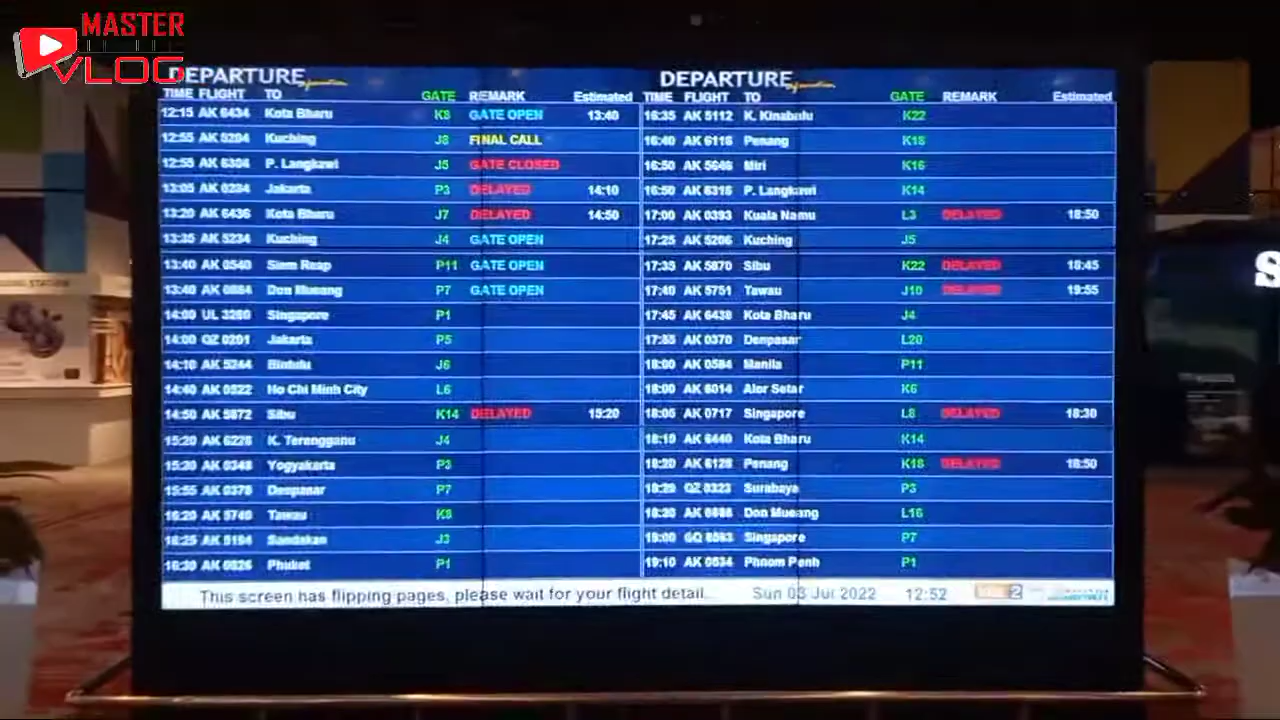 MASTER
VLOG
DEPARTURE
TIME FLIGHT TO GATE REMARK Estimated
12:15 AK 6434 Kota Bharu K8 GATE OPEN 13:40
12:55 AK 5204 Kuching J8 FINAL CALL
12:55 AK 6304 P. Langkawi J5 GATE CLOSED
13:05 AK 0234 Jakarta P3 DELAYED 14:10
13:20 AK 6436 Kota Bharu J7 DELAYED 14:50
13:35 AK 5234 Kuching J4 GATE OPEN
13:40 AK 0540 Siem Reap P11 GATE OPEN
13:40 AK 0884 Don Mueang P7 GATE OPEN
14:00 UL 3260 Singapore P1
14:00 QZ 0201 Jakarta P5
14:10 AK 5244 Bintulu J6
14:40 AK 0522 Ho Chi Minh City L6
14:50 AK 5872 Sibu K14 DELAYED 15:20
15:20 AK 6226 K. Terengganu J4
15:30 AK 0348 Yogyakarta P3
15:55 AK 0376 Denpasar P7
16:20 AK 5740 Tawau K8
16:25 AK 5194 Sandakan J3
16:30 AK 0826 Phuket P1
DEPARTURE
TIME FLIGHT TO GATE REMARK Estimated
16:35 AK 5112 K. Kinabalu K22
16:40 AK 6116 Penang K18
16:50 AK 5646 Miri K16
16:50 AK 6316 P. Langkawi K14
17:00 AK 0393 Kuala Namu L3 DELAYED 18:50
17:25 AK 5206 Kuching J5
17:35 AK 5870 Sibu K22 DELAYED 18:45
17:40 AK 5751 Tawau J10 DELAYED 19:55
17:45 AK 6438 Kota Bharu J4
17:55 AK 0370 Denpasar L20
18:00 AK 0584 Manila P11
18:00 AK 6014 Alor Setar K6
18:05 AK 0717 Singapore L8 DELAYED 18:30
18:10 AK 6440 Kota Bharu K14
18:20 AK 6128 Penang K18 DELAYED 18:50
QZ 0323 Surabaya P3
Don Mueang L16
Singapore P7
19:10 AK 0534 Phnom Penh P1
This screen has flipping pages, please wait for your flight detail... Sun 03 Jul 2022 12:52 2
S